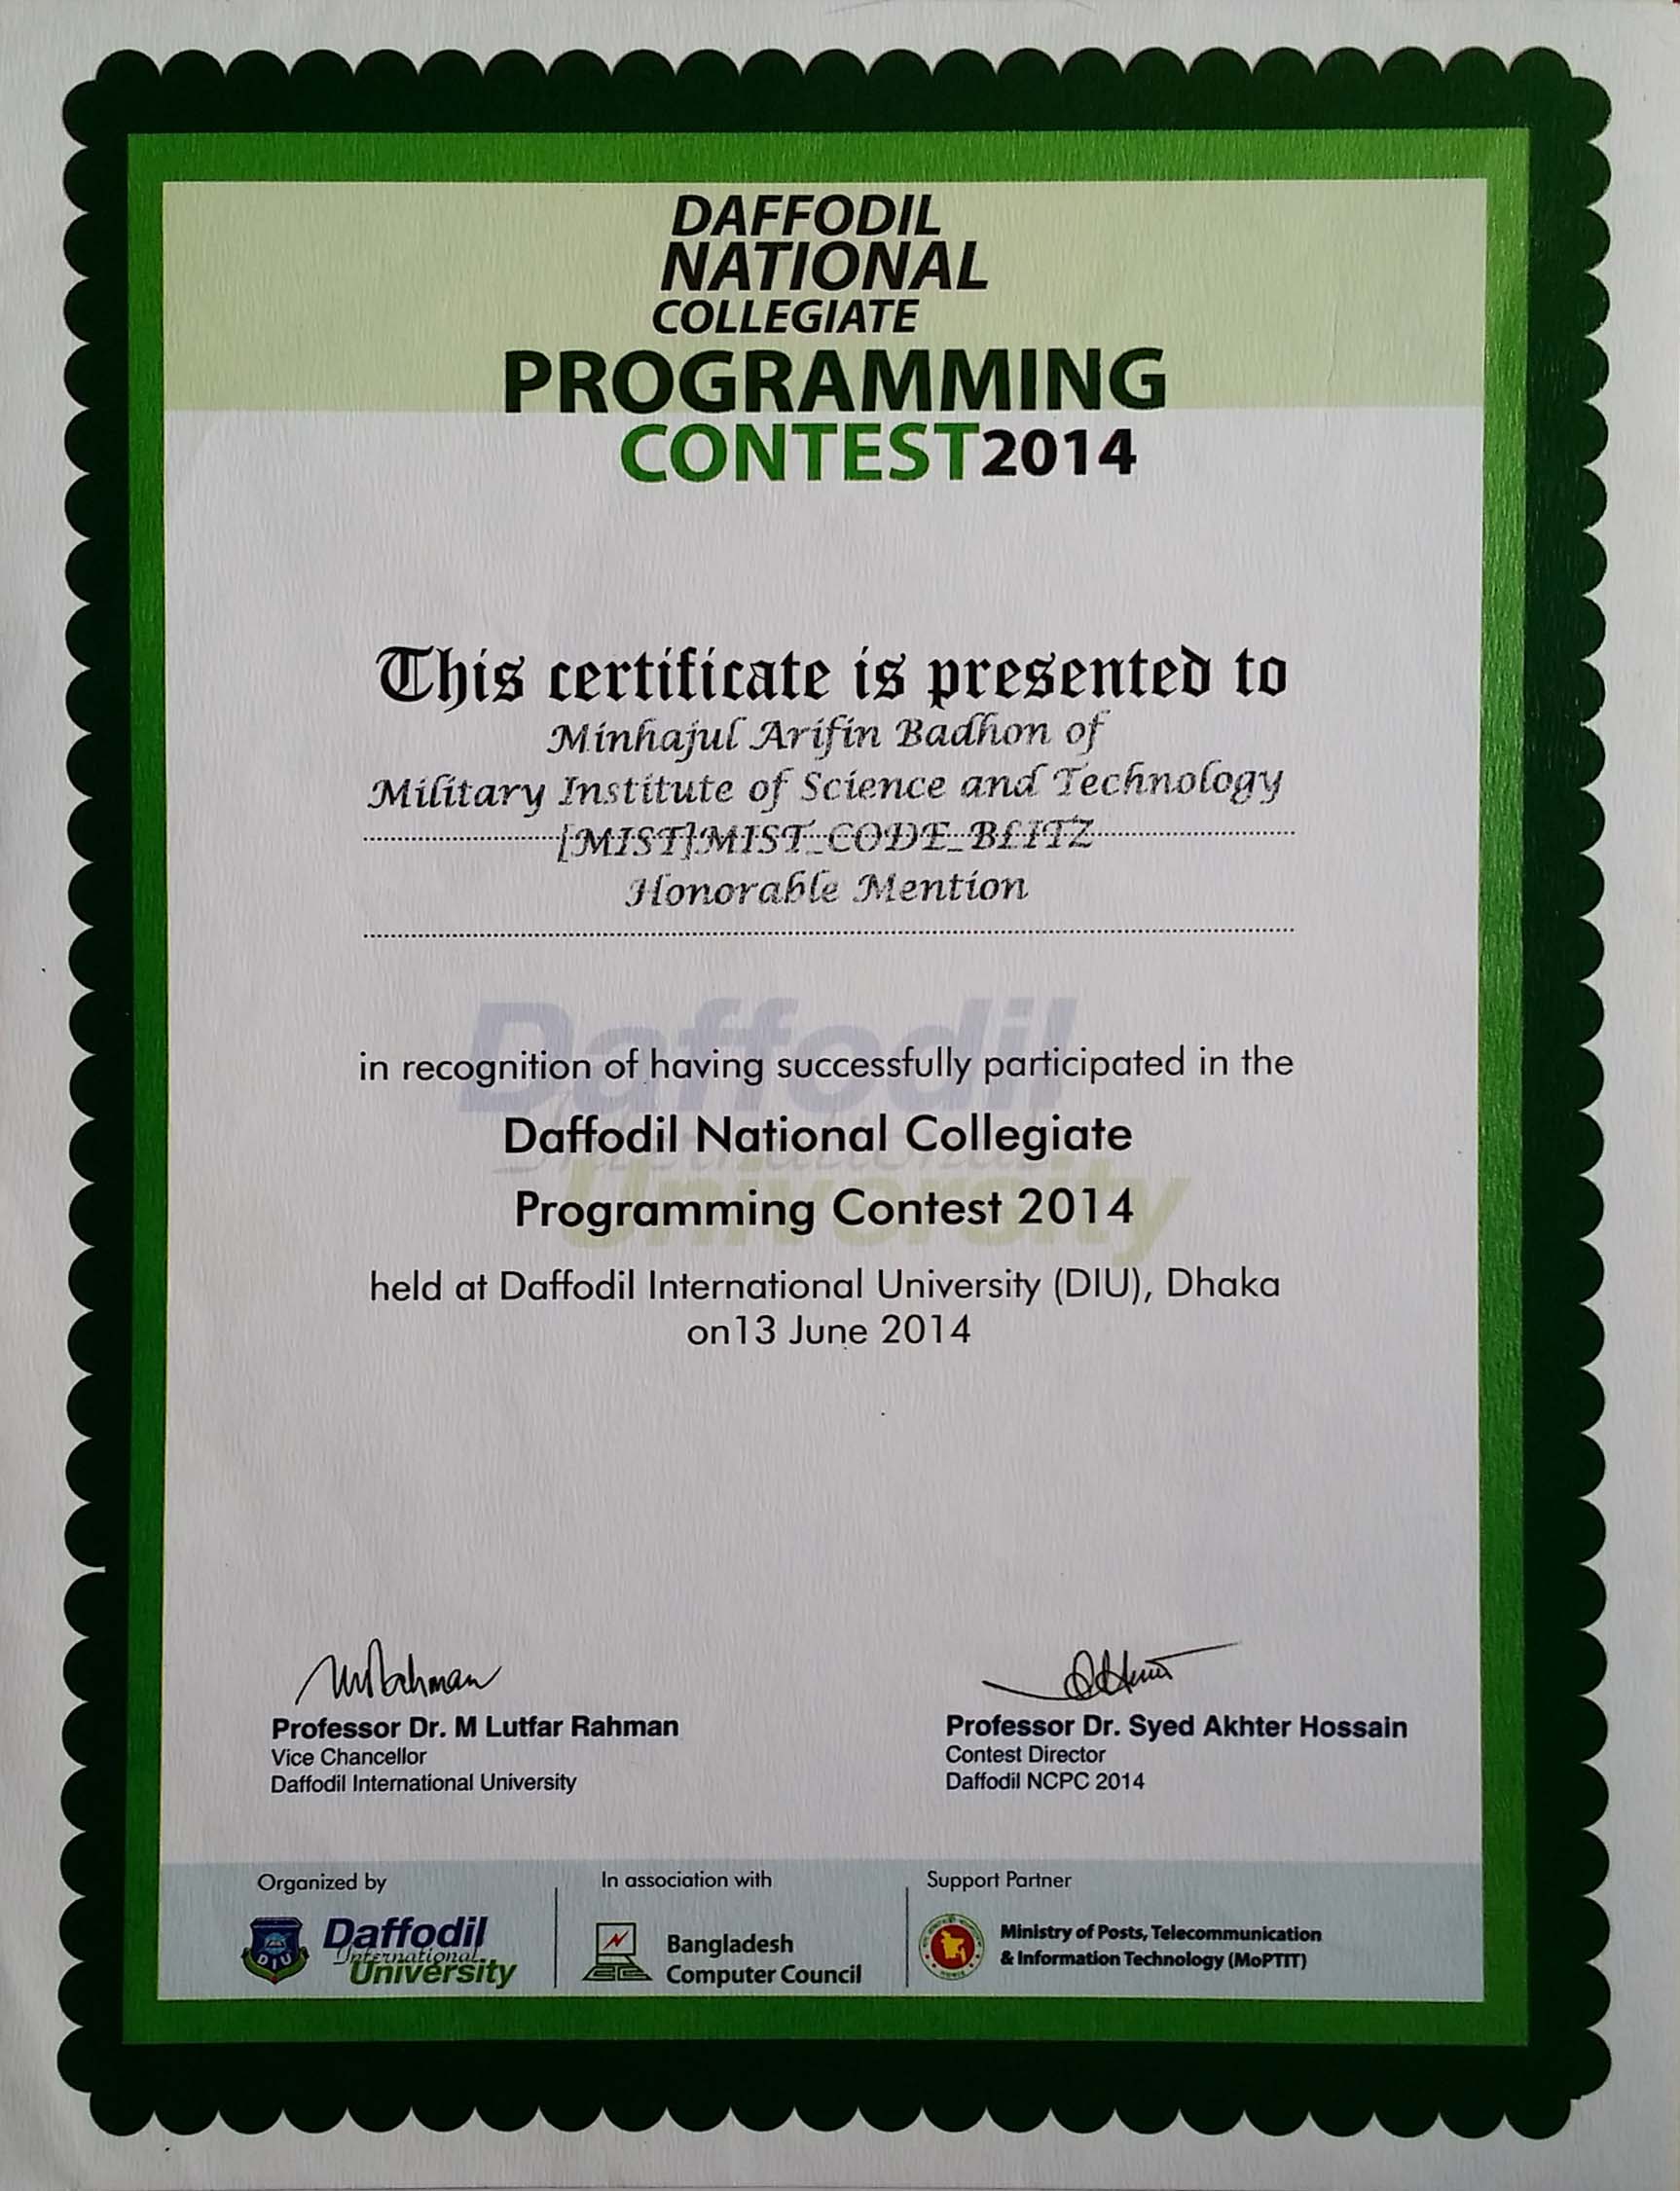 DAFFODIL
NATIONAL
COLLEGIATE
PROGRAMMING
CONTEST2014
This certificate is presented to
Minhajul Arifin Badhon of
Military Institute of Science and Technology
[MIST]MIST_CODE_BLITZ
Honorable Mention
Daffodil
International
University
in recognition of having successfully participated in the
Daffodil National Collegiate
Programming Contest 2014
held at Daffodil International University (DIU), Dhaka
on13 June 2014
Professor Dr. M Lutfar Rahman
Vice Chancellor
Daffodil International University
Professor Dr. Syed Akhter Hossain
Contest Director
Daffodil NCPC 2014
Organized by
DIU
Daffodil
International
University
In association with
Bangladesh
Computer Council
Support Partner
Ministry of Posts, Telecommunication
& Information Technology (MoPTIT)